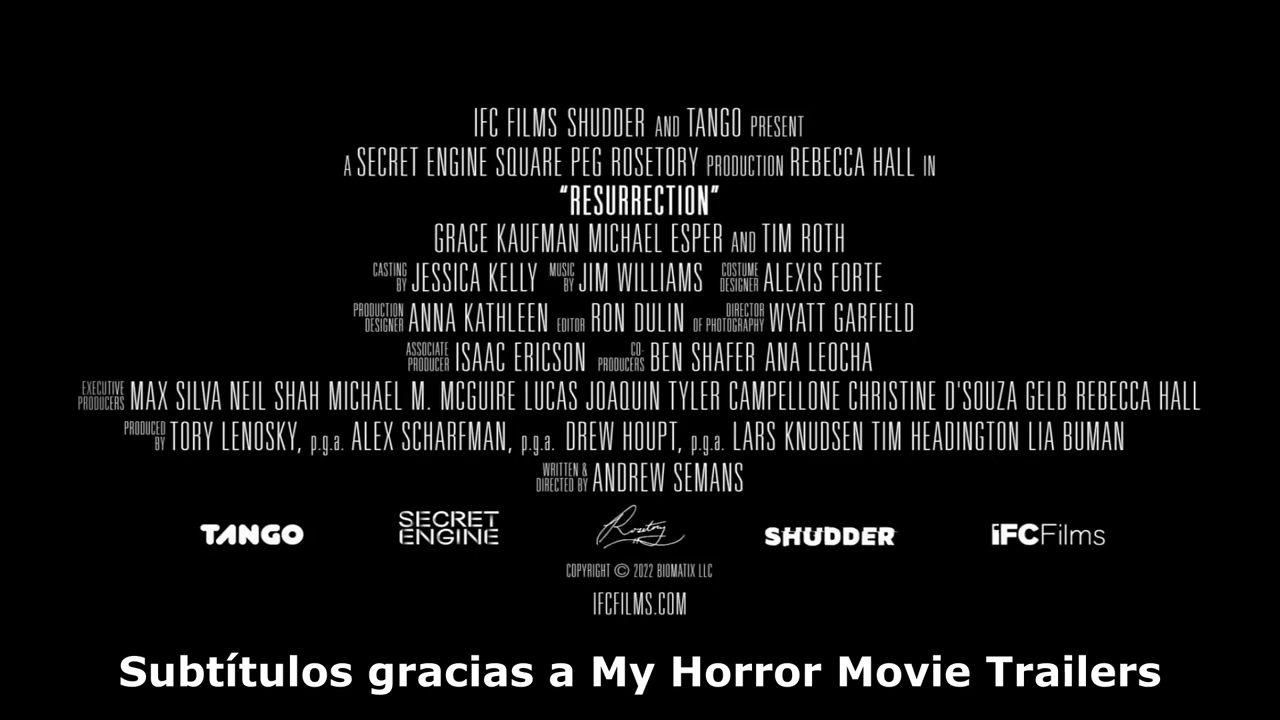 IFC FILMS SHUDDER AND TANGO PRESENT
A SECRET ENGINE SQUARE PEG ROSETORY PRODUCTION REBECCA HALL IN
“RESURRECTION”
GRACE KAUFMAN MICHAEL ESPER AND TIM ROTH
CASTING BY JESSICA KELLY MUSIC BY JIM WILLIAMS COSTUME DESIGNER ALEXIS FORTE
PRODUCTION DESIGNER ANNA KATHLEEN EDITOR RON DULIN DIRECTOR OF PHOTOGRAPHY WYATT GARFIELD
ASSOCIATE PRODUCER ISAAC ERICSON CO-PRODUCERS BEN SHAFER ANA LEOCHA
EXECUTIVE PRODUCERS MAX SILVA NEIL SHAH MICHAEL M. MCGUIRE LUCAS JOAQUIN TYLER CAMPELLONE CHRISTINE D'SOUZA GELB REBECCA HALL
PRODUCED BY TORY LENOSKY, p.g.a. ALEX SCHARFMAN, p.g.a. DREW HOUPT, p.g.a. LARS KNUDSEN TIM HEADINGTON LIA BUMAN
WRITTEN & DIRECTED BY ANDREW SEMANS
TANGO SECRET ENGINE Rosetory SHUDDER iFC Films
COPYRIGHT © 2022 BIOMATIX LLC
IFCFILMS.COM
Subtítulos gracias a My Horror Movie Trailers